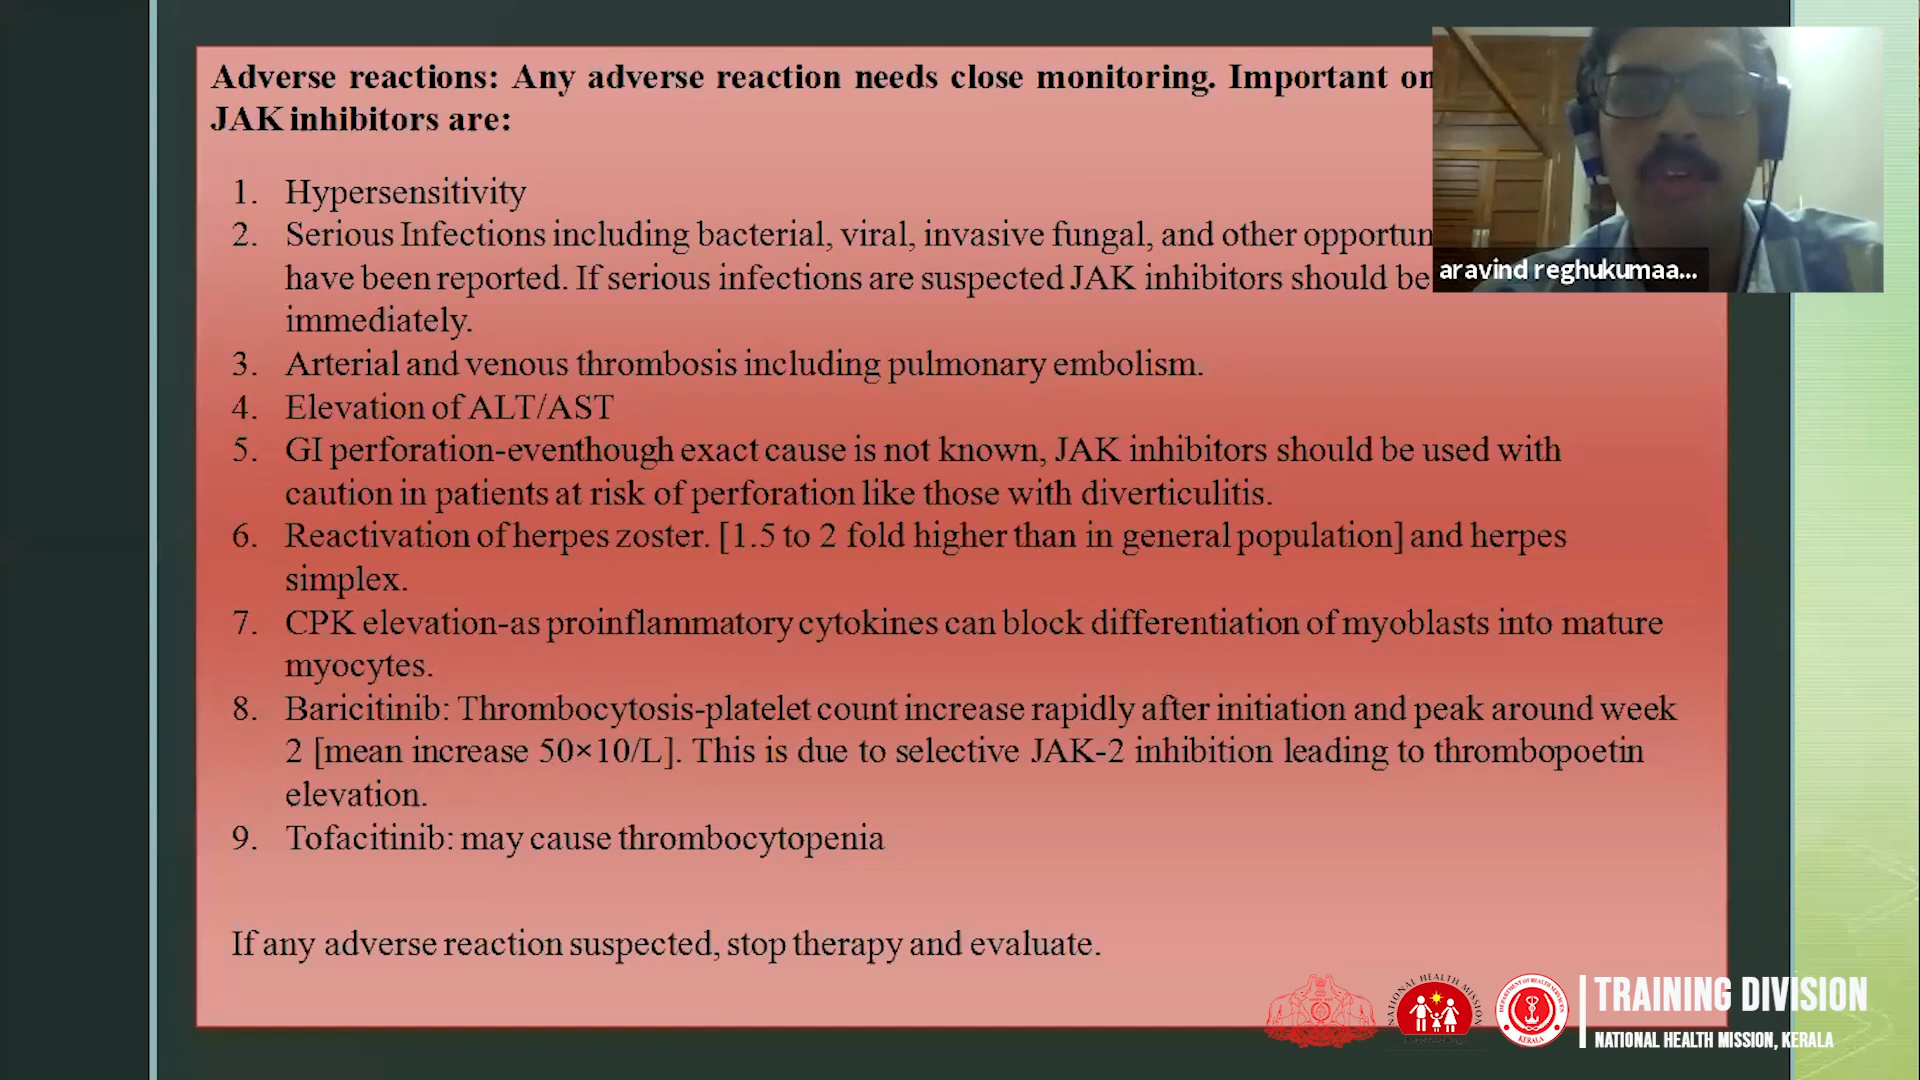 Adverse reactions: Any adverse reaction needs close monitoring. Important
JAK inhibitors are:
1. Hypersensitivity
2. Serious Infections including bacterial, viral, invasive fungal, and other
have been reported. If serious infections are suspected JAK inhibitors should be
immediately.
3. Arterial and venous thrombosis including pulmonary embolism.
4. Elevation of ALT/AST
5. GI perforation-eventhough exact cause is not known, JAK inhibitors should be used with
caution in patients at risk of perforation like those with diverticulitis.
6. Reactivation of herpes zoster. [1.5 to 2 fold higher than in general population] and herpes
simplex.
7. CPK elevation-as proinflammatory cytokines can block differentiation of myoblasts into mature
myocytes.
8. Baricitinib: Thrombocytosis-platelet count increase rapidly after initiation and peak around week
2 [mean increase 50×10/L]. This is due to selective JAK-2 inhibition leading to thrombopoetin
elevation.
9. Tofacitinib: may cause thrombocytopenia
If any adverse reaction suspected, stop therapy and evaluate.
aravind reghukumaa...
NATIONAL HEALTH MISSION
KERALA
TRAINING DIVISION
NATIONAL HEALTH MISSION, KERALA